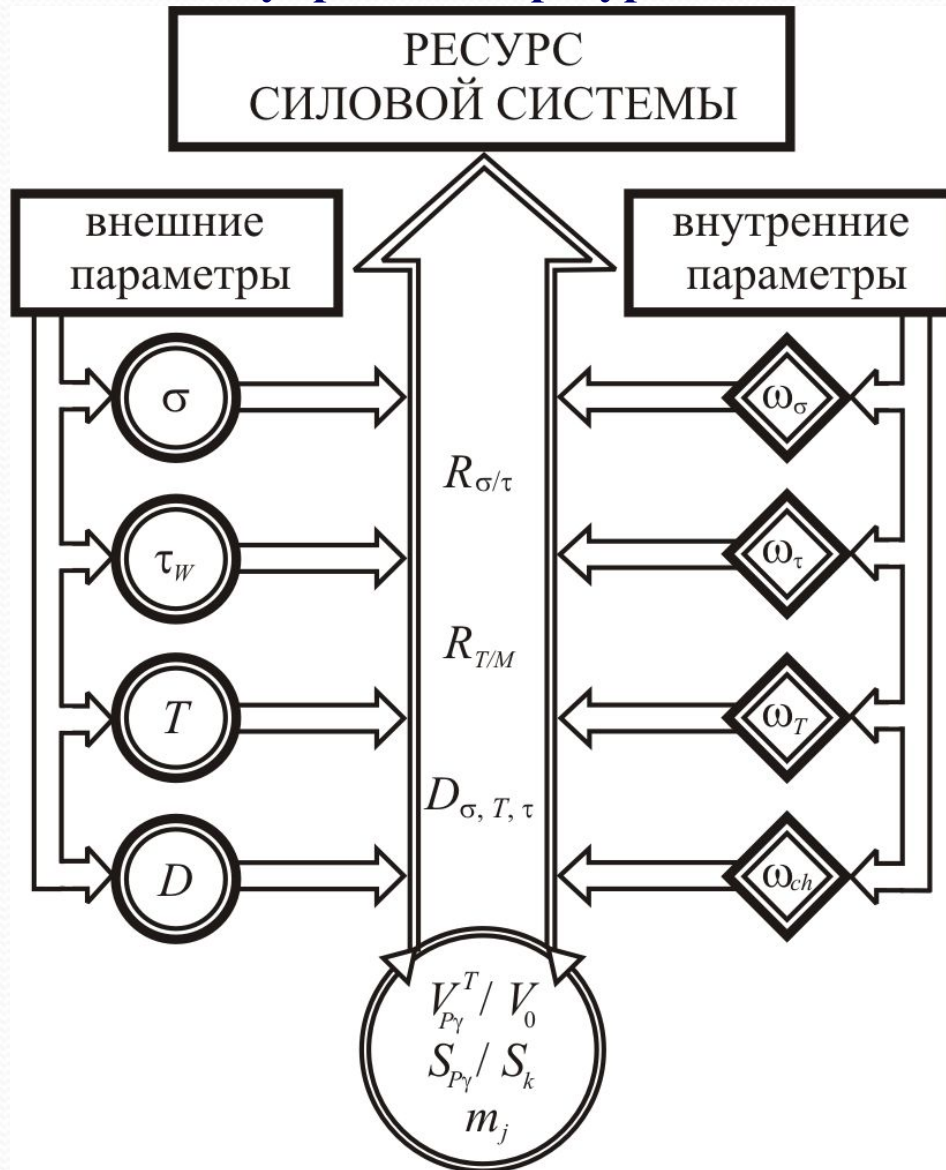 РЕСУРС
СИЛОВОЙ СИСТЕМЫ
внешние
параметры
внутренние
параметры
σ
ω_σ
R_σ/τ
τ_W
ω_τ
R_T/M
T
ω_T
D_σ, T, τ
D
ω_ch
V_Pγ^T / V_0
S_Pγ / S_k
m_j